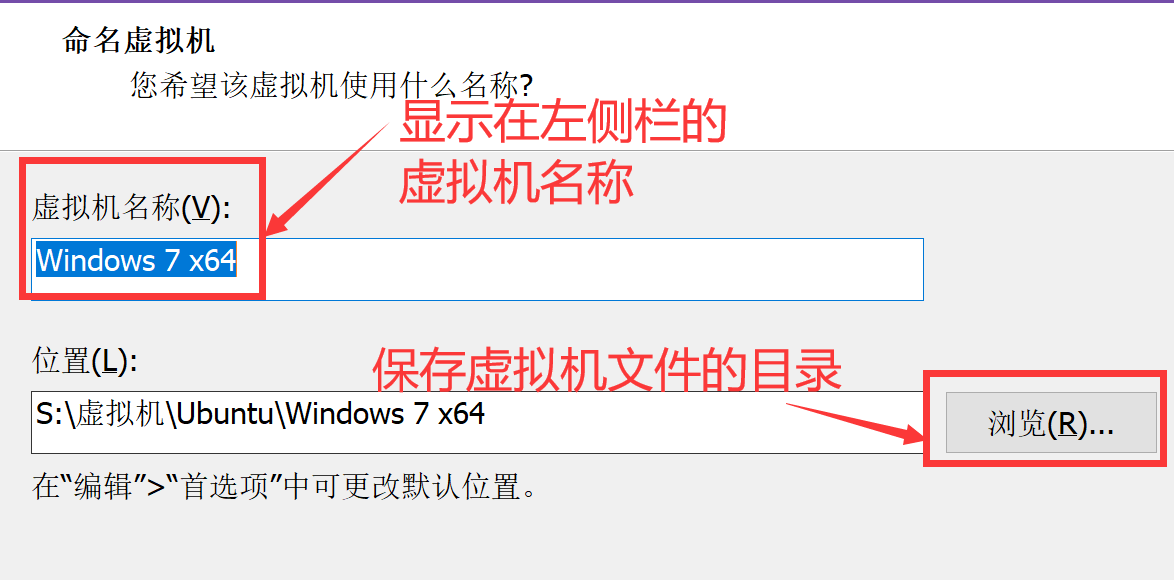 命名虚拟机
您希望该虚拟机使用什么名称?
显示在左侧栏的
虚拟机名称
虚拟机名称(V):
Windows 7 x64
位置(L):
保存虚拟机文件的目录
S:\虚拟机\Ubuntu\Windows 7 x64
浏览(R)...
在“编辑”>“首选项”中可更改默认位置。